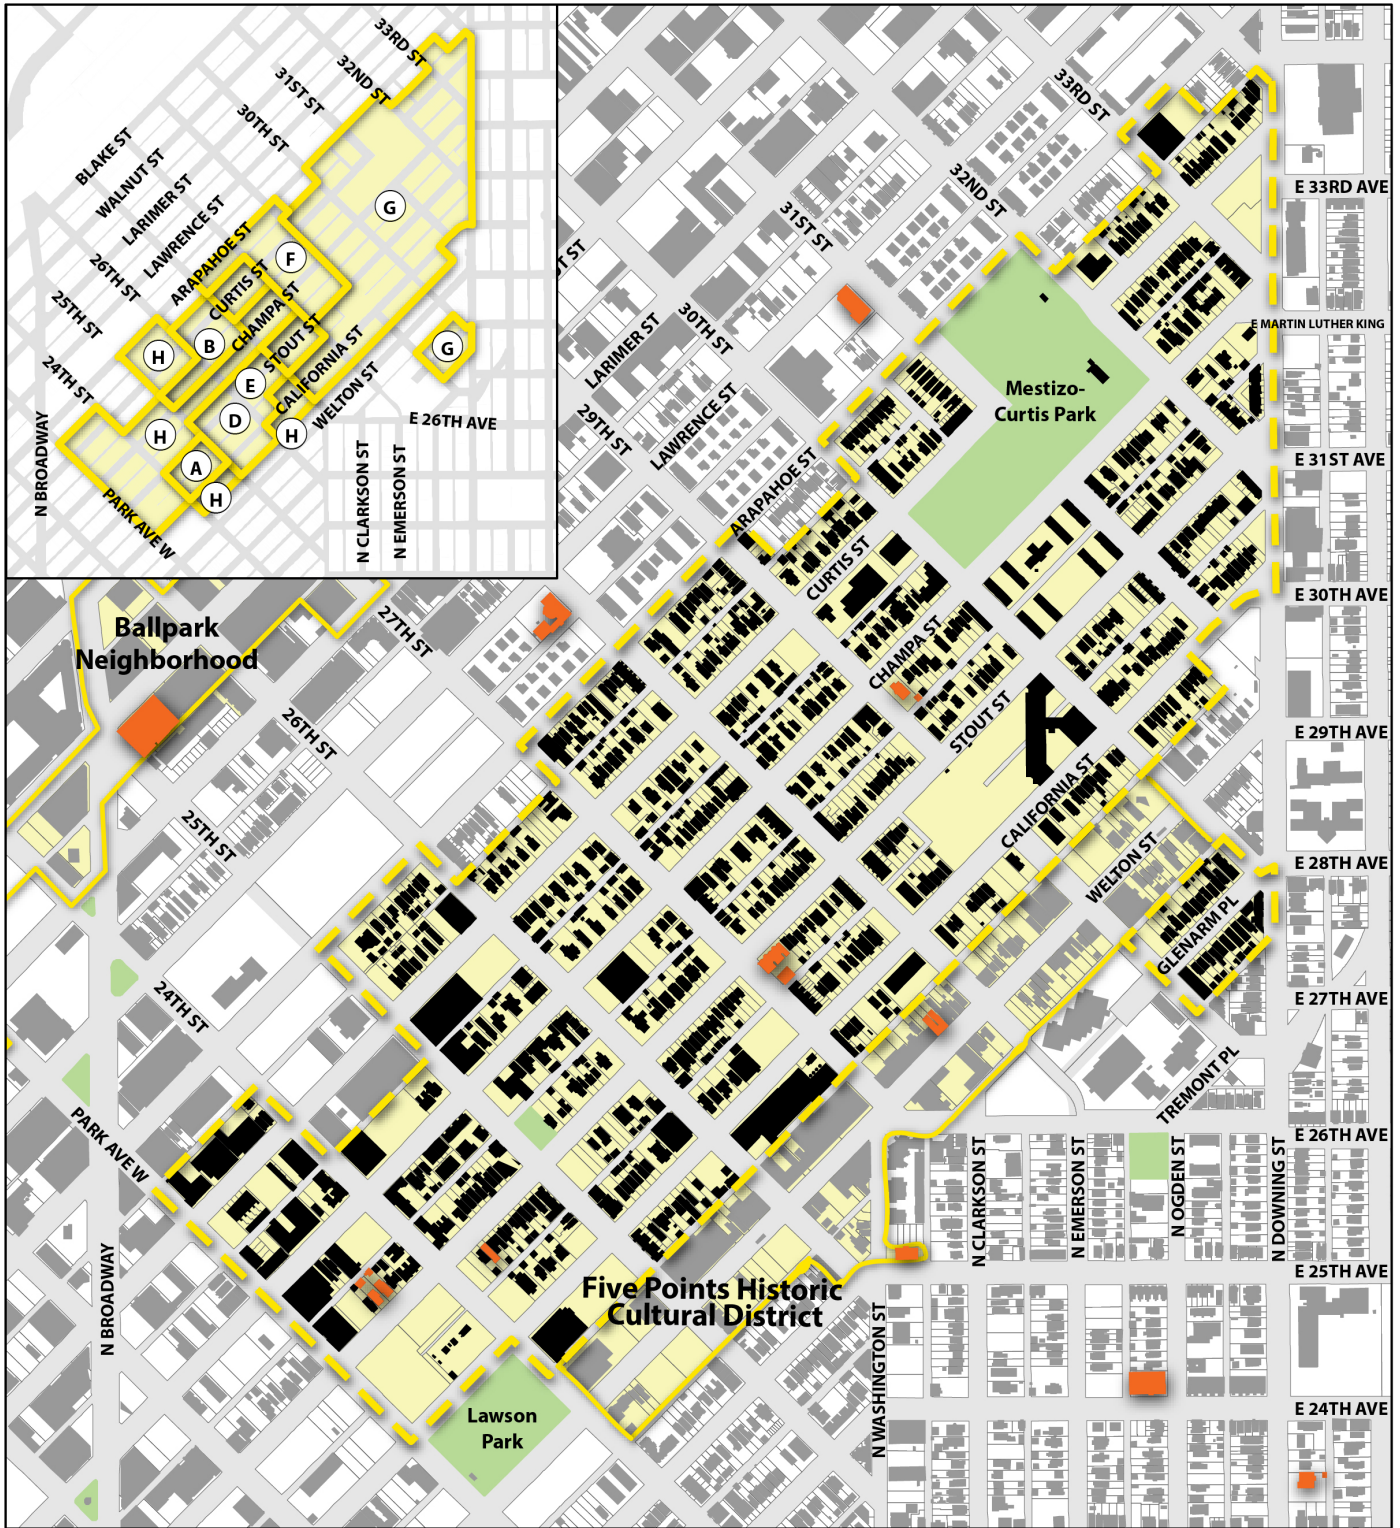 33RD ST
32ND ST
31ST ST
30TH ST
BLAKE ST
WALNUT ST
LARIMER ST
LAWRENCE ST
ARAPAHOE ST
26TH ST
25TH ST
24TH ST
CURTIS ST
CHAMPA ST
STOUT ST
CALIFORNIA ST
WELTON ST
G
F
B
H
E
D
G
H
H
A
H
N BROADWAY
PARK AVE W
E 26TH AVE
N CLARKSON ST
N EMERSON ST
33RD ST
32ND ST
31ST ST
30TH ST
29TH ST
LARIMER ST
LAWRENCE ST
ARAPAHOE ST
E 33RD AVE
E MARTIN LUTHER KING
Mestizo-
Curtis Park
E 31ST AVE
CURTIS ST
CHAMPA ST
STOUT ST
CALIFORNIA ST
WELTON ST
GLENARM PL
TREMONT PL
E 30TH AVE
E 29TH AVE
E 28TH AVE
E 27TH AVE
E 26TH AVE
E 25TH AVE
E 24TH AVE
Ballpark
Neighborhood
27TH ST
26TH ST
25TH ST
24TH ST
PARK AVE W
N BROADWAY
Five Points Historic
Cultural District
Lawson
Park
N WASHINGTON ST
N CLARKSON ST
N EMERSON ST
N OGDEN ST
N DOWNING ST